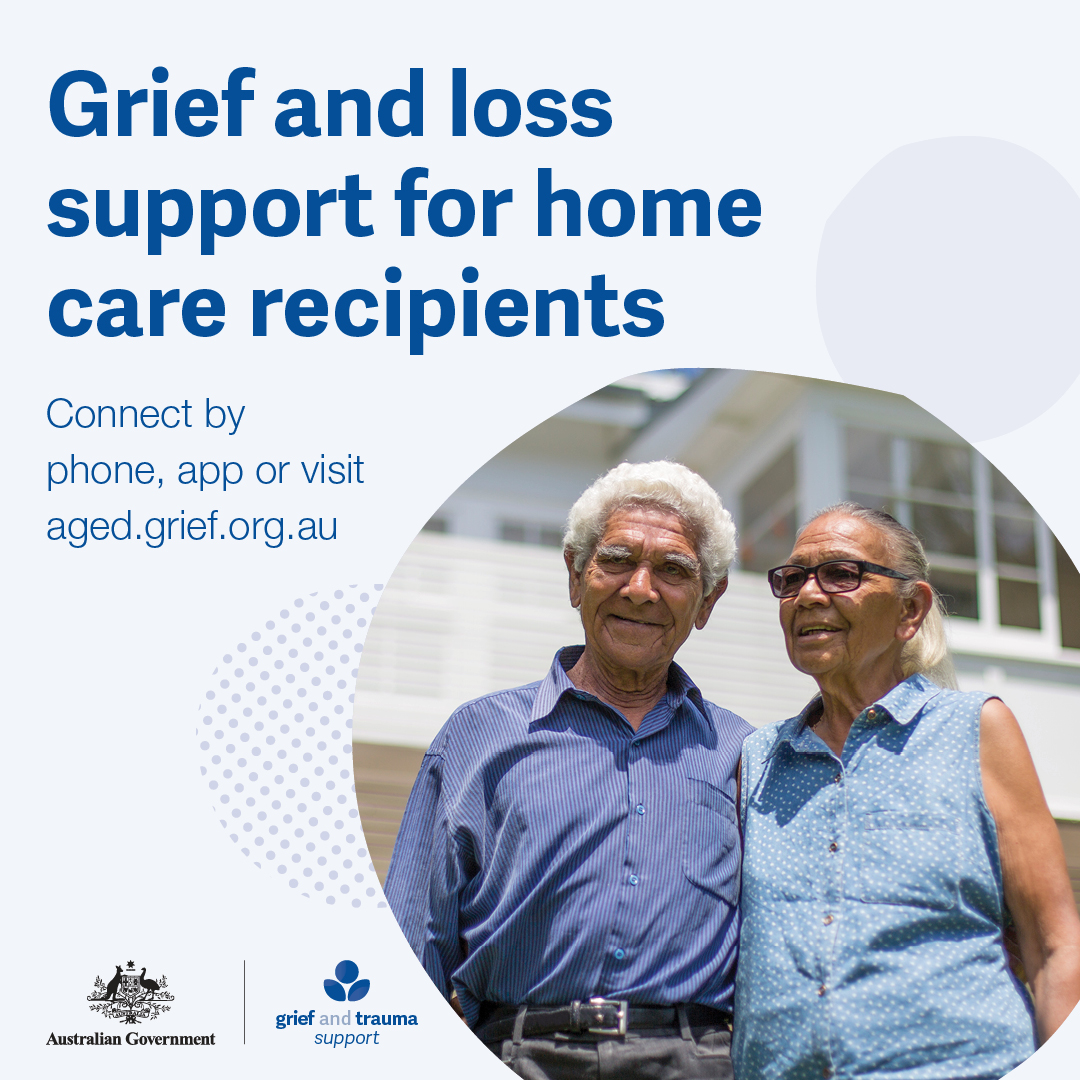 Grief and loss
support for home
care recipients
Connect by
phone, app or visit
aged.grief.org.au
Australian Government
grief and trauma
support